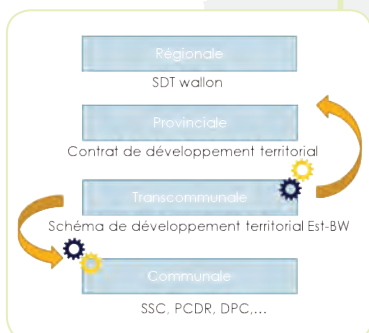 Régionale
SDT wallon
Provinciale
Contrat de développement territorial
Transcommunale
Schéma de développement territorial Est-BW
Communale
SSC, PCDR, DPC,...